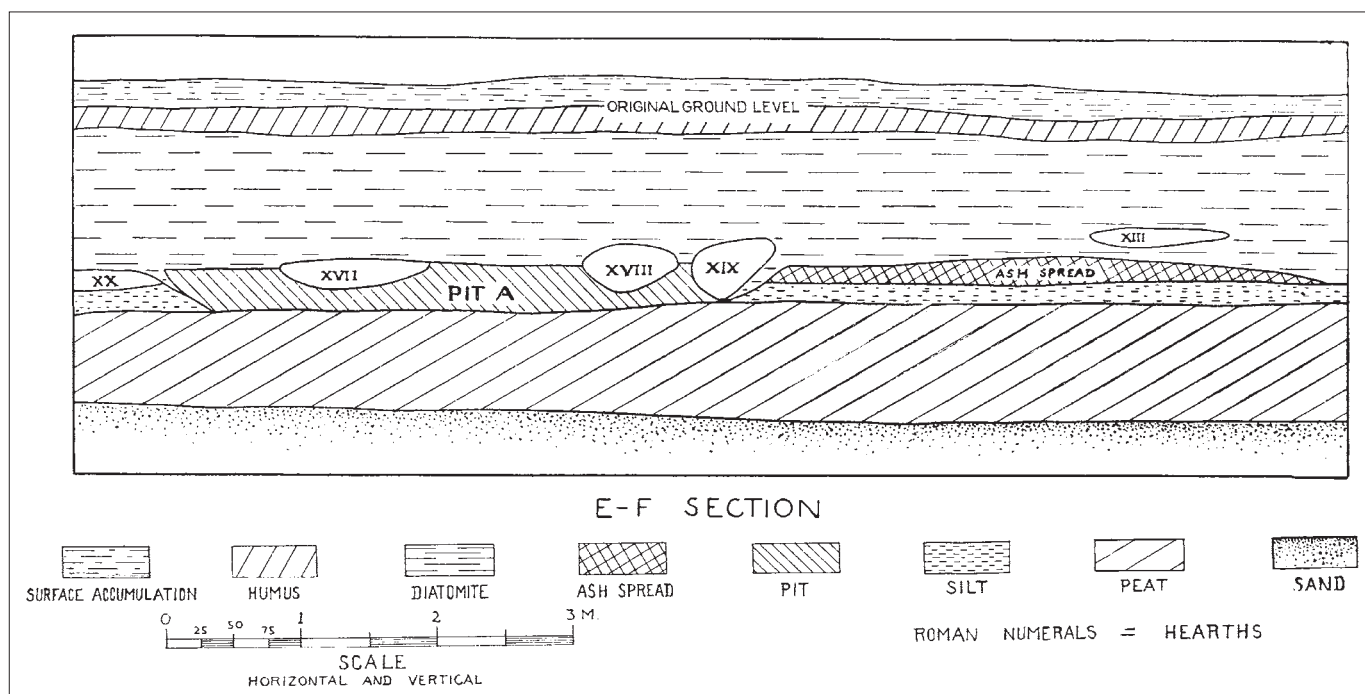 ORIGINAL GROUND LEVEL
XIII
XVIII
XIX
XX
XVII
ASH SPREAD
PIT A
E-F SECTION
SURFACE ACCUMULATION HUMUS DIATOMITE ASH SPREAD PIT SILT PEAT SAND
0 25 50 75 1 2 3 M.
SCALE
HORIZONTAL AND VERTICAL
ROMAN NUMERALS = HEARTHS